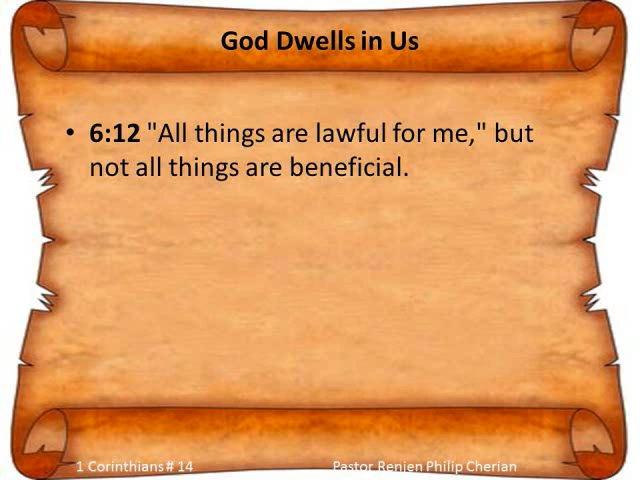 God Dwells in Us
• 6:12 "All things are lawful for me," but
not all things are beneficial.
1 Corinthians # 14
Pastor Renjen Philip Cherian